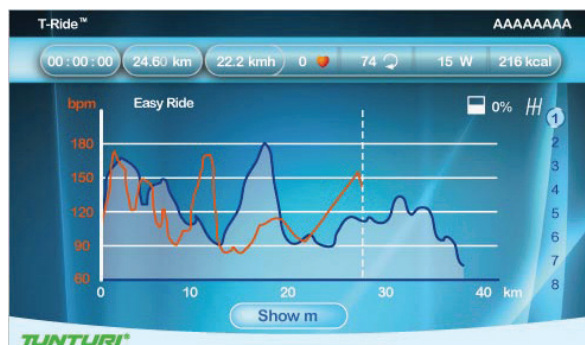 T-Ride™ AAAAAAAA
00:00:00 24.60 km 22.2 kmh 0 74 15 W 216 kcal
bpm Easy Ride 0% 1
180 2
150 3
120 4
90 5
60 6
7
8
0 10 20 30 40 km
Show m
TUNTURI®